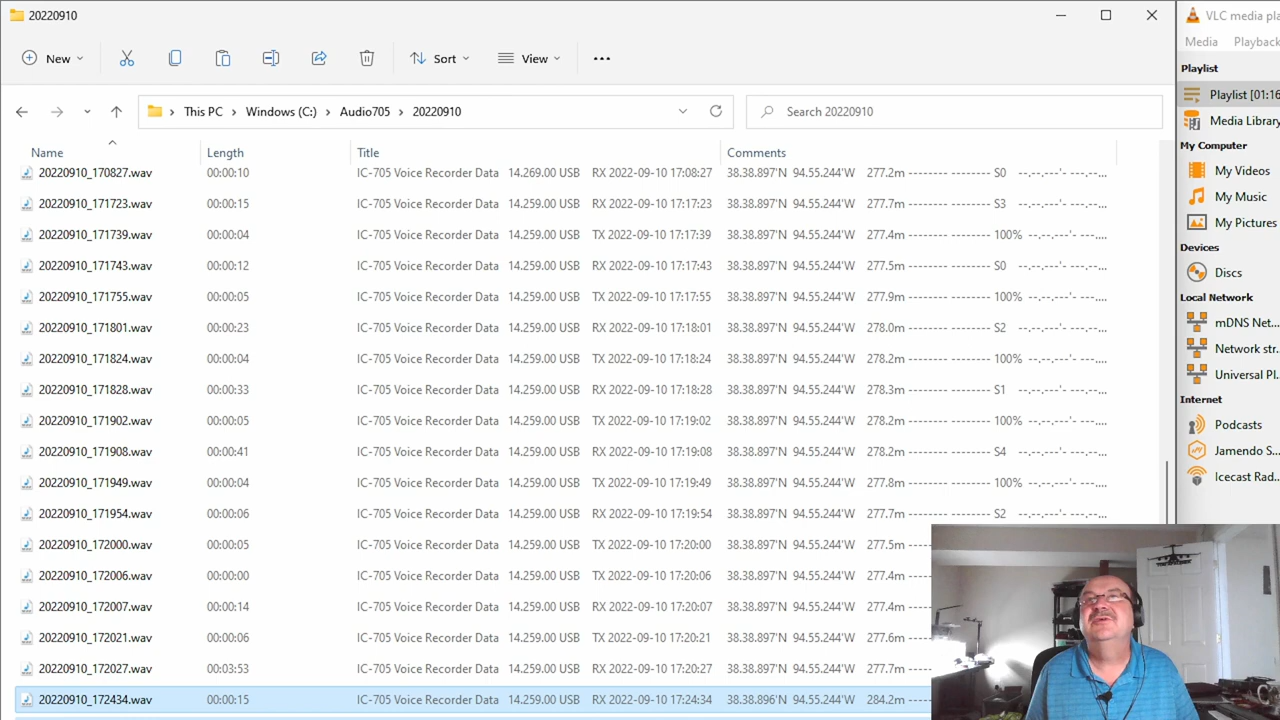 20220910
VLC media pla
New
Sort
View
Media Playback
Playlist
This PC > Windows (C:) > Audio705 > 20220910
Search 20220910
Playlist [01:16
Media Library
My Computer
My Videos
My Music
My Pictures
Devices
Discs
Local Network
mDNS Net...
Network str...
Universal Pl...
Internet
Podcasts
Jamendo S...
Icecast Rad...
Name Length Title Comments
20220910_170827.wav 00:00:10 IC-705 Voice Recorder Data 14.269.00 USB RX 2022-09-10 17:08:27 38.38.897'N 94.55.244'W 277.2m ------- -------- S0 --,--,---'- ---,--...
20220910_171723.wav 00:00:15 IC-705 Voice Recorder Data 14.259.00 USB RX 2022-09-10 17:17:23 38.38.897'N 94.55.244'W 277.7m ------- -------- S3 --,--,---'- ---,--...
20220910_171739.wav 00:00:04 IC-705 Voice Recorder Data 14.259.00 USB TX 2022-09-10 17:17:39 38.38.897'N 94.55.244'W 277.4m ------- -------- 100% --,--,---'- ---,--...
20220910_171743.wav 00:00:12 IC-705 Voice Recorder Data 14.259.00 USB RX 2022-09-10 17:17:43 38.38.897'N 94.55.244'W 277.5m ------- -------- S0 --,--,---'- ---,--...
20220910_171755.wav 00:00:05 IC-705 Voice Recorder Data 14.259.00 USB TX 2022-09-10 17:17:55 38.38.897'N 94.55.244'W 277.9m ------- -------- 100% --,--,---'- ---,--...
20220910_171801.wav 00:00:23 IC-705 Voice Recorder Data 14.259.00 USB RX 2022-09-10 17:18:01 38.38.897'N 94.55.244'W 278.0m ------- -------- S2 --,--,---'- ---,--...
20220910_171824.wav 00:00:04 IC-705 Voice Recorder Data 14.259.00 USB TX 2022-09-10 17:18:24 38.38.897'N 94.55.244'W 278.2m ------- -------- 100% --,--,---'- ---,--...
20220910_171828.wav 00:00:33 IC-705 Voice Recorder Data 14.259.00 USB RX 2022-09-10 17:18:28 38.38.897'N 94.55.244'W 278.3m ------- -------- S1 --,--,---'- ---,--...
20220910_171902.wav 00:00:05 IC-705 Voice Recorder Data 14.259.00 USB TX 2022-09-10 17:19:02 38.38.897'N 94.55.244'W 278.2m ------- -------- 100% --,--,---'- ---,--...
20220910_171908.wav 00:00:41 IC-705 Voice Recorder Data 14.259.00 USB RX 2022-09-10 17:19:08 38.38.897'N 94.55.244'W 278.2m ------- -------- S4 --,--,---'- ---,--...
20220910_171949.wav 00:00:04 IC-705 Voice Recorder Data 14.259.00 USB TX 2022-09-10 17:19:49 38.38.897'N 94.55.244'W 277.8m ------- -------- 100% --,--,---'- ---,--...
20220910_171954.wav 00:00:06 IC-705 Voice Recorder Data 14.259.00 USB RX 2022-09-10 17:19:54 38.38.897'N 94.55.244'W 277.7m ------- -------- S2 --,--,---'- ---,--...
20220910_172000.wav 00:00:05 IC-705 Voice Recorder Data 14.259.00 USB TX 2022-09-10 17:20:00 38.38.897'N 94.55.244'W 277.5m ----
20220910_172006.wav 00:00:00 IC-705 Voice Recorder Data 14.259.00 USB TX 2022-09-10 17:20:06 38.38.897'N 94.55.244'W 277.4m ----
20220910_172007.wav 00:00:14 IC-705 Voice Recorder Data 14.259.00 USB RX 2022-09-10 17:20:07 38.38.897'N 94.55.244'W 277.4m ----
20220910_172021.wav 00:00:06 IC-705 Voice Recorder Data 14.259.00 USB TX 2022-09-10 17:20:21 38.38.897'N 94.55.244'W 277.6m ----
20220910_172027.wav 00:03:53 IC-705 Voice Recorder Data 14.259.00 USB RX 2022-09-10 17:20:27 38.38.897'N 94.55.244'W 277.7m ----
20220910_172434.wav 00:00:15 IC-705 Voice Recorder Data 14.259.00 USB RX 2022-09-10 17:24:34 38.38.896'N 94.55.244'W 284.2m ----